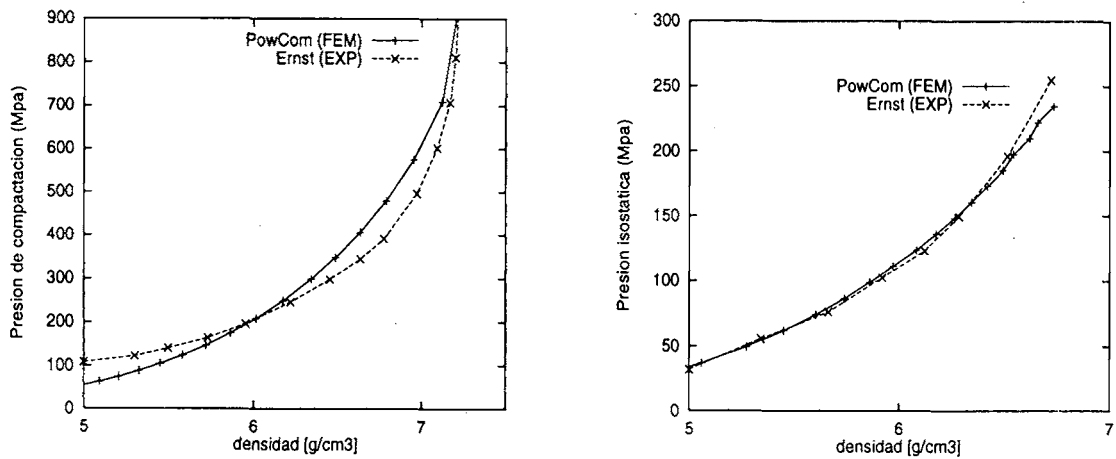 900
800
700
600
500
400
300
200
100
0
Presion de compactacion (Mpa)
PowCom (FEM)
Ernst (EXP)
5
6
7
densidad [g/cm3]
300
250
200
150
100
50
0
Presion isostatica (Mpa)
PowCom (FEM)
Ernst (EXP)
5
6
7
densidad [g/cm3]